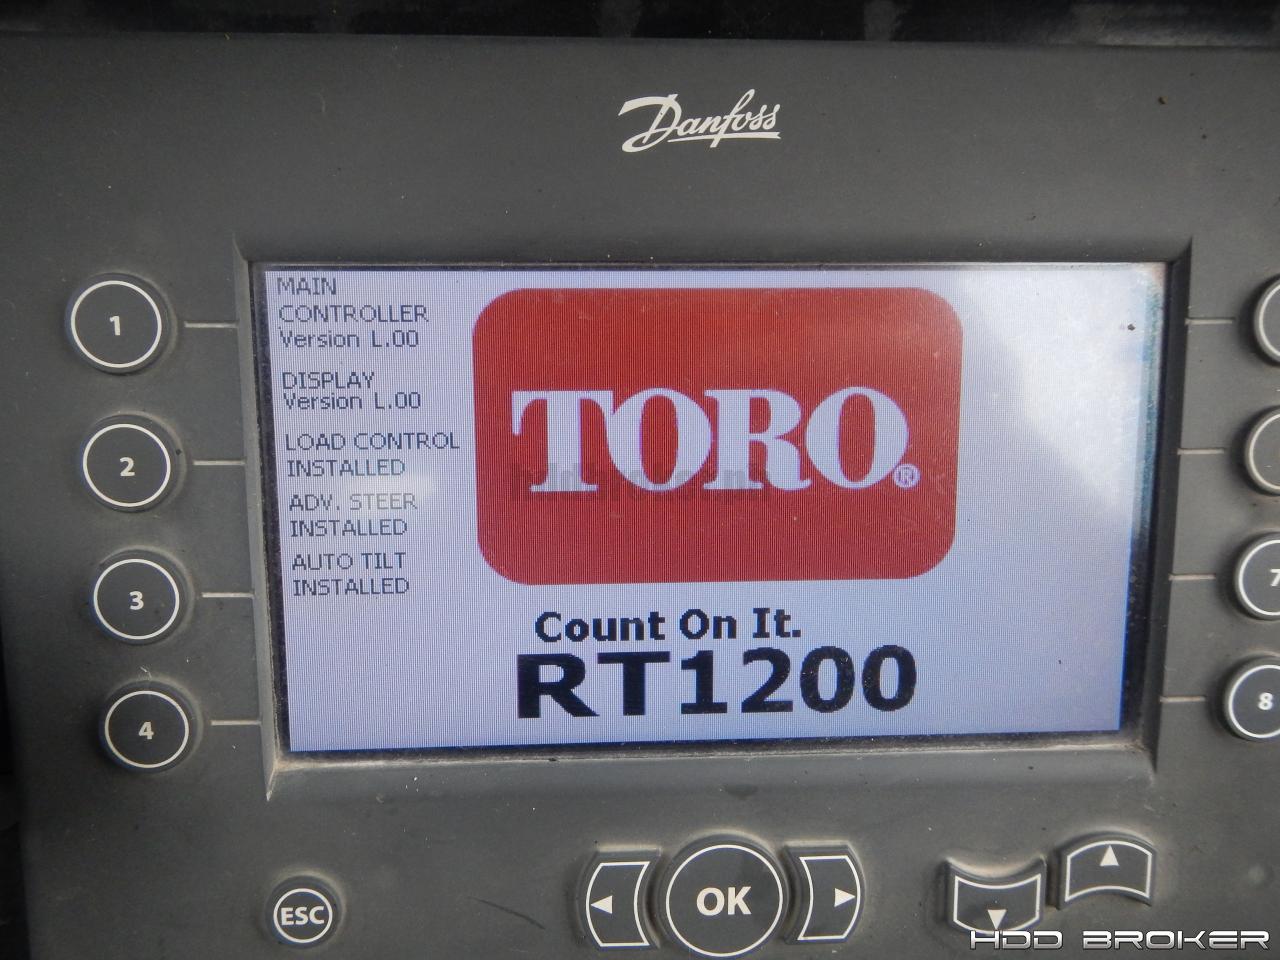 Danfoss
MAIN
CONTROLLER
Version L.00
DISPLAY
Version L.00
LOAD CONTROL
INSTALLED
ADV. STEER
INSTALLED
AUTO TILT
INSTALLED
TORO®
Count On It.
RT1200
1
2
3
4
7
8
ESC
OK
HDD BROKER